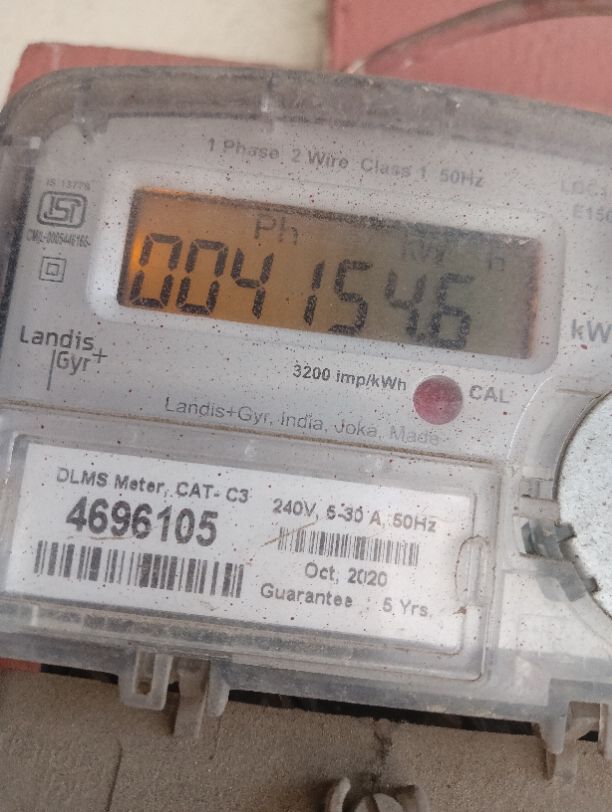 1 Phase 2 Wire Class 1 50Hz
IS 13779
ISI
Ph kW h
004154.6
kW
Landis
Gyr+
3200 imp/kWh
CAL
Landis+Gyr, India, Joka, Made
DLMS Meter, CAT- C3
4696105
240V, 5-30 A, 50Hz
Oct, 2020
Guarantee : 5 Yrs.